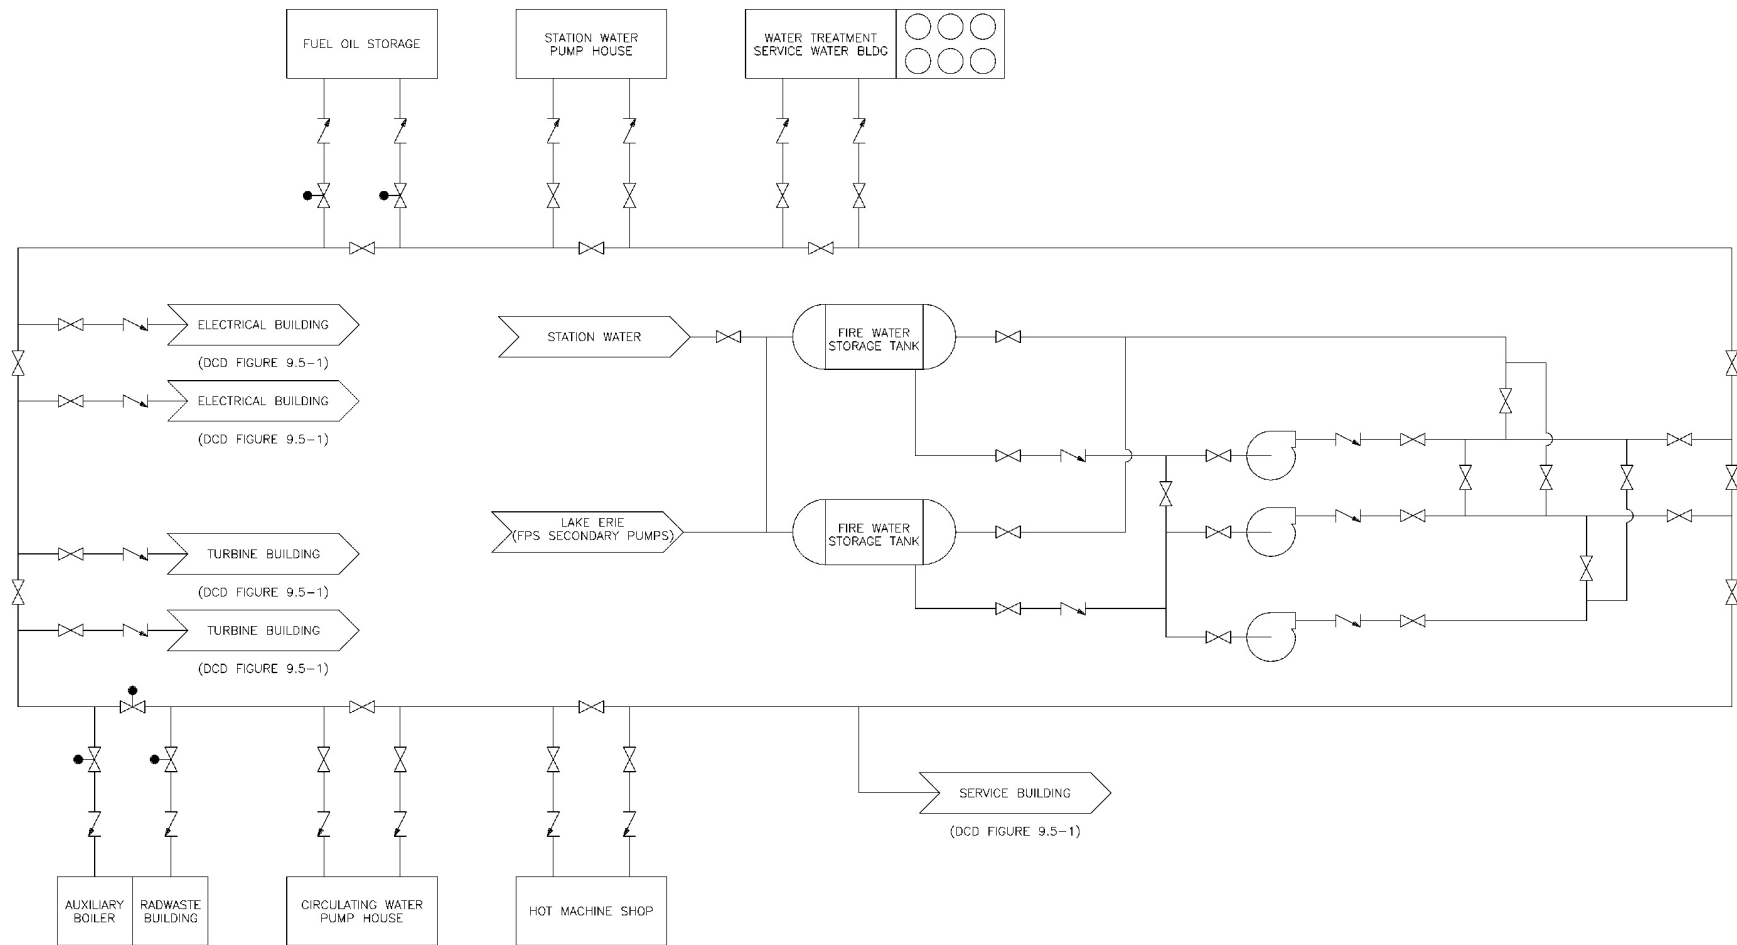 FUEL OIL STORAGE
STATION WATER
PUMP HOUSE
WATER TREATMENT
SERVICE WATER BLDG
ELECTRICAL BUILDING
(DCD FIGURE 9.5-1)
ELECTRICAL BUILDING
(DCD FIGURE 9.5-1)
STATION WATER
FIRE WATER
STORAGE TANK
LAKE ERIE
(FPS SECONDARY PUMPS)
FIRE WATER
STORAGE TANK
TURBINE BUILDING
(DCD FIGURE 9.5-1)
TURBINE BUILDING
(DCD FIGURE 9.5-1)
SERVICE BUILDING
(DCD FIGURE 9.5-1)
AUXILIARY
BOILER
RADWASTE
BUILDING
CIRCULATING WATER
PUMP HOUSE
HOT MACHINE SHOP